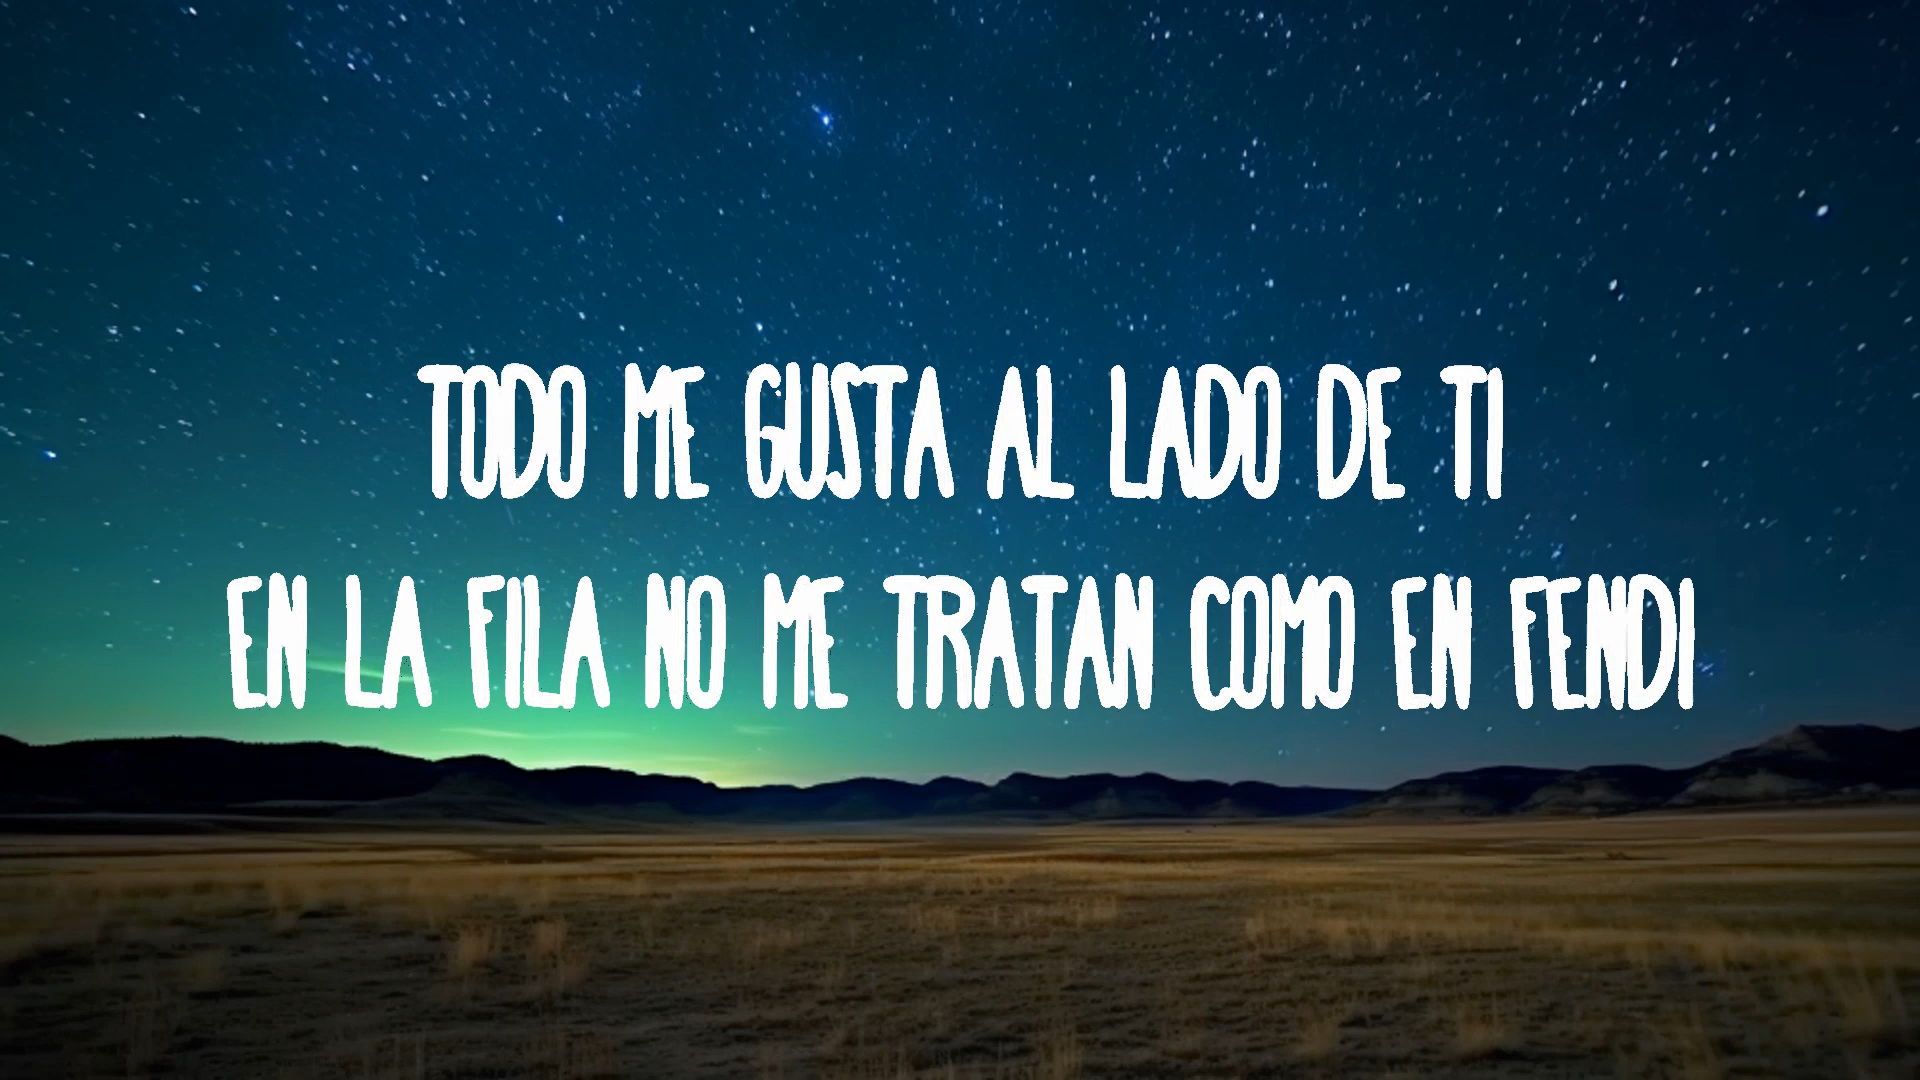 TODO ME GUSTA AL LADO DE TI
EN LA FILA NO ME TRATAN COMO EN FENDI